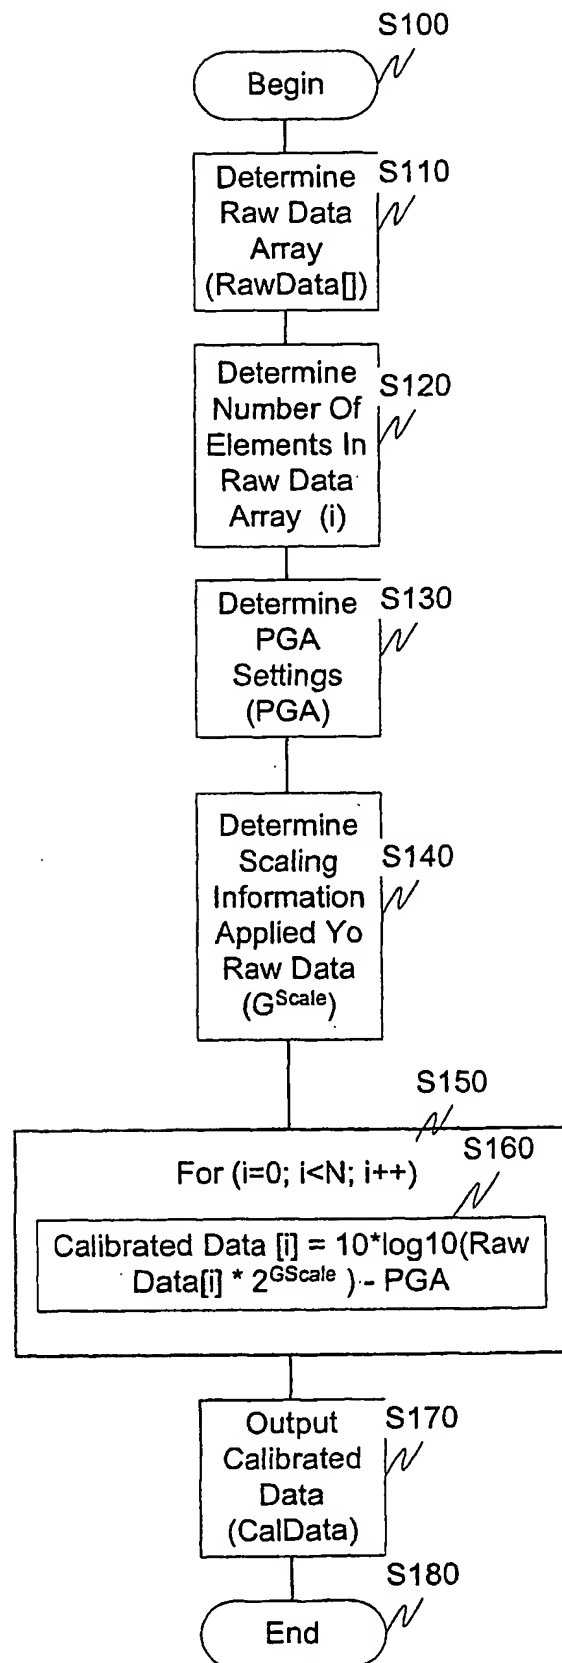 S100
Begin
S110
Determine
Raw Data
Array
(RawData[])
S120
Determine
Number Of
Elements In
Raw Data
Array (i)
S130
Determine
PGA
Settings
(PGA)
S140
Determine
Scaling
Information
Applied Yo
Raw Data
(G^Scale)
S150
For (i=0; i<N; i++)
S160
Calibrated Data [i] = 10*log10(Raw
Data[i] * 2^GScale ) - PGA
S170
Output
Calibrated
Data
(CalData)
S180
End